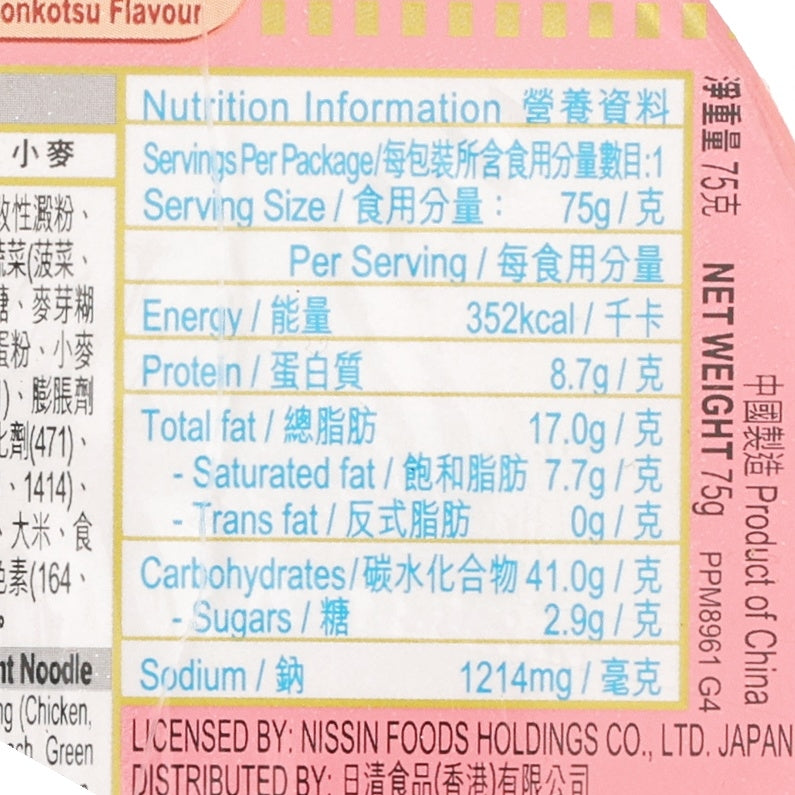 onkotsu Flavour
小麥
改性澱粉、
蔬菜(菠菜、
糖、麥芽糊
蛋粉、小麥
)、膨脹劑
化劑(471)、
、1414)、
、大米、食
色素(164、
。
nt Noodle
ng (Chicken,
Green
Nutrition Information 營養資料
Servings Per Package/每包裝所含食用分量數目:1
Serving Size / 食用分量： 75g / 克
Per Serving / 每食用分量
Energy / 能量 352kcal / 千卡
Protein / 蛋白質 8.7g / 克
Total fat / 總脂肪 17.0g / 克
- Saturated fat / 飽和脂肪 7.7g / 克
- Trans fat / 反式脂肪 0g / 克
Carbohydrates/碳水化合物 41.0g / 克
- Sugars / 糖 2.9g / 克
Sodium / 鈉 1214mg / 毫克
LICENSED BY: NISSIN FOODS HOLDINGS CO., LTD. JAPAN
DISTRIBUTED BY: 日清食品(香港)有限公司
淨重量 75克 NET WEIGHT 75g PPM8961 G4
中國製造 Product of China